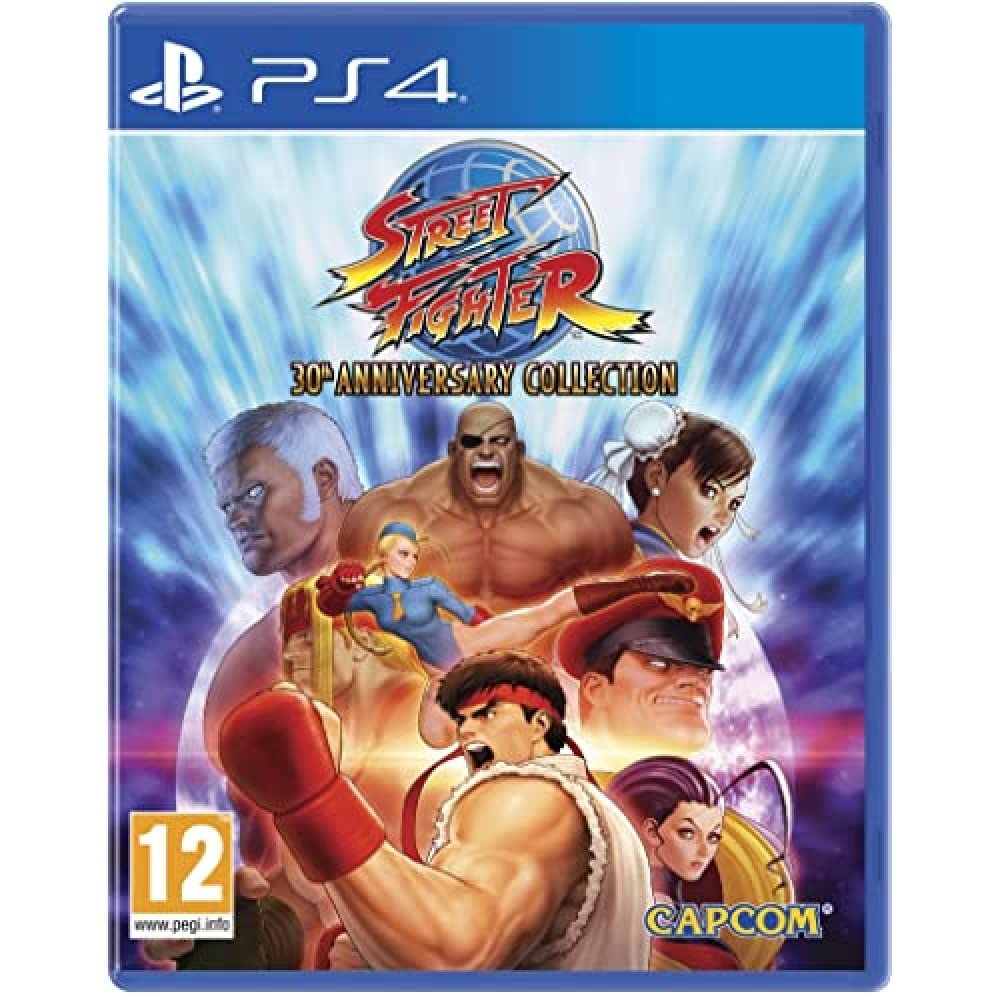 PS4
STREET
FIGHTER
30th ANNIVERSARY COLLECTION
12
www.pegi.info
CAPCOM®